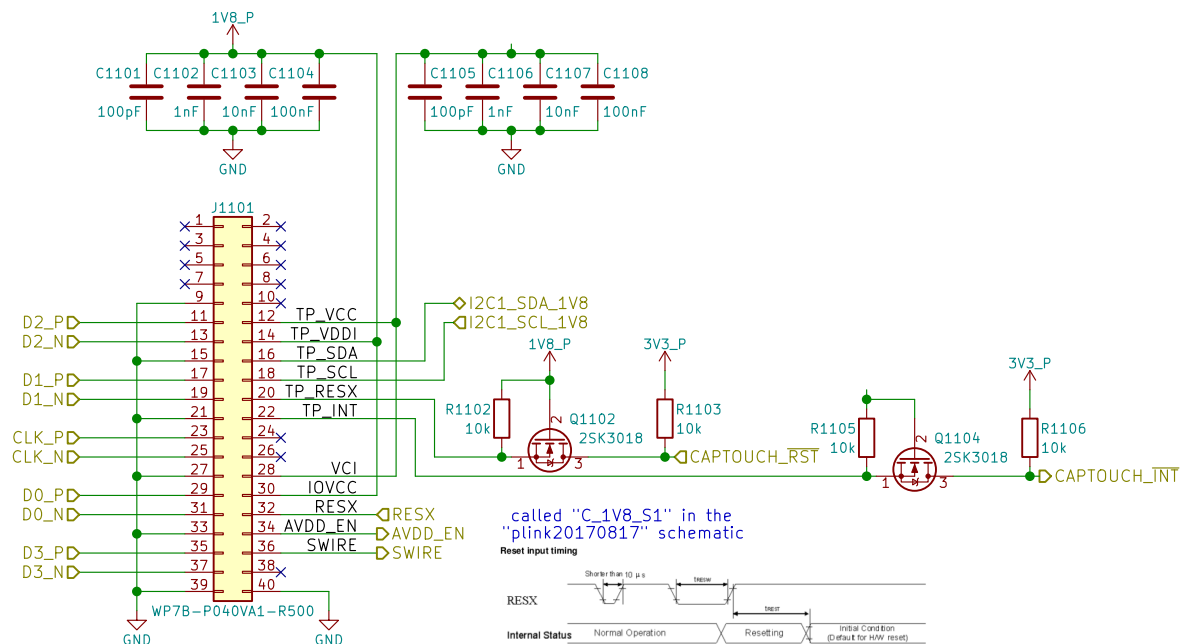 1V8_P
C1101 C1102 C1103 C1104
100pF 1nF 10nF 100nF
GND
C1105 C1106 C1107 C1108
100pF 1nF 10nF 100nF
GND
J1101
1 2
3 4
5 6
7 8
9 10
D2_P 11 12 TP_VCC
D2_N 13 14 TP_VDDI
15 16 TP_SDA
D1_P 17 18 TP_SCL
D1_N 19 20 TP_RESX
21 22 TP_INT
CLK_P 23 24
CLK_N 25 26
27 28 VCI
D0_P 29 30 IOVCC
D0_N 31 32 RESX RESX
33 34 AVDD_EN AVDD_EN
D3_P 35 36 SWIRE SWIRE
D3_N 37 38
39 40
WP7B-P040VA1-R500
GND GND
I2C1_SDA_1V8
I2C1_SCL_1V8
1V8_P
3V3_P
R1102
10k
Q1102
2SK3018
1 2 3
R1103
10k
CAPTOUCH_RST
3V3_P
R1105
10k
Q1104
2SK3018
1 2 3
R1106
10k
CAPTOUCH_INT
called "C_1V8_S1" in the
"plink20170817" schematic
Reset input timing
Shorter than 10 μs
tRESW
RESX
tREST
Internal Status
Normal Operation
Resetting
Initial Condition
(Default for H/W reset)